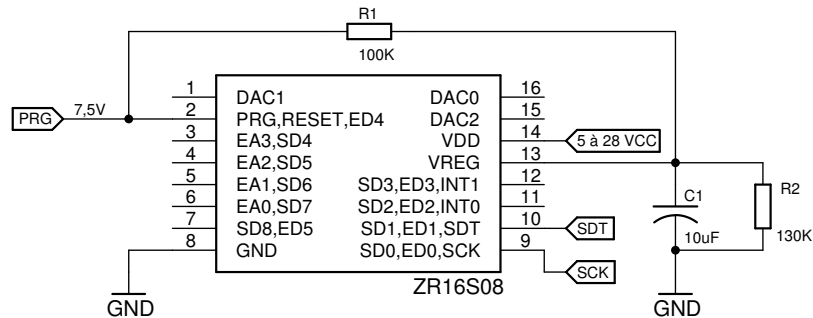 R1
100K
PRG
7,5V
1
DAC1
2
PRG,RESET,ED4
3
EA3,SD4
4
EA2,SD5
5
EA1,SD6
6
EA0,SD7
7
SD8,ED5
8
GND
DAC0
16
DAC2
15
VDD
14
VREG
13
SD3,ED3,INT1
12
SD2,ED2,INT0
11
SD1,ED1,SDT
10
SD0,ED0,SCK
9
ZR16S08
5 à 28 VCC
SDT
SCK
C1
10uF
R2
130K
GND
GND